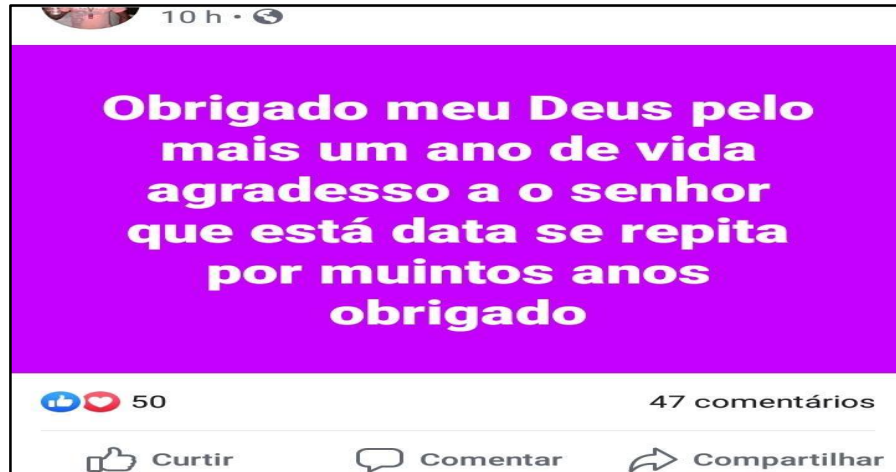 10 h ·
Obrigado meu Deus pelo
mais um ano de vida
agradesso a o senhor
que está data se repita
por muintos anos
obrigado
50 47 comentários
Curtir Comentar Compartilhar